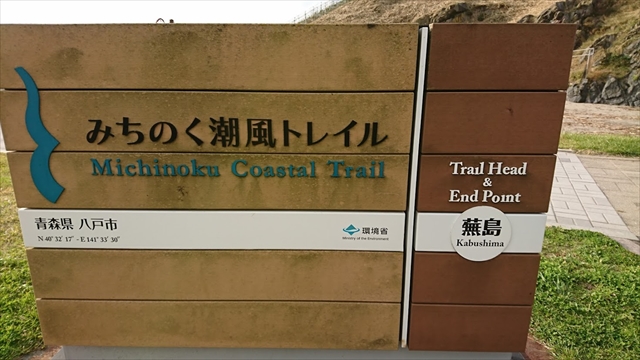 みちのく潮風トレイル
Michinoku Coastal Trail
青森県 八戸市
N 40° 32' 17" - E 141° 33' 30"
環境省
Ministry of the Environment
Trail Head
&
End Point
蕪島
Kabushima